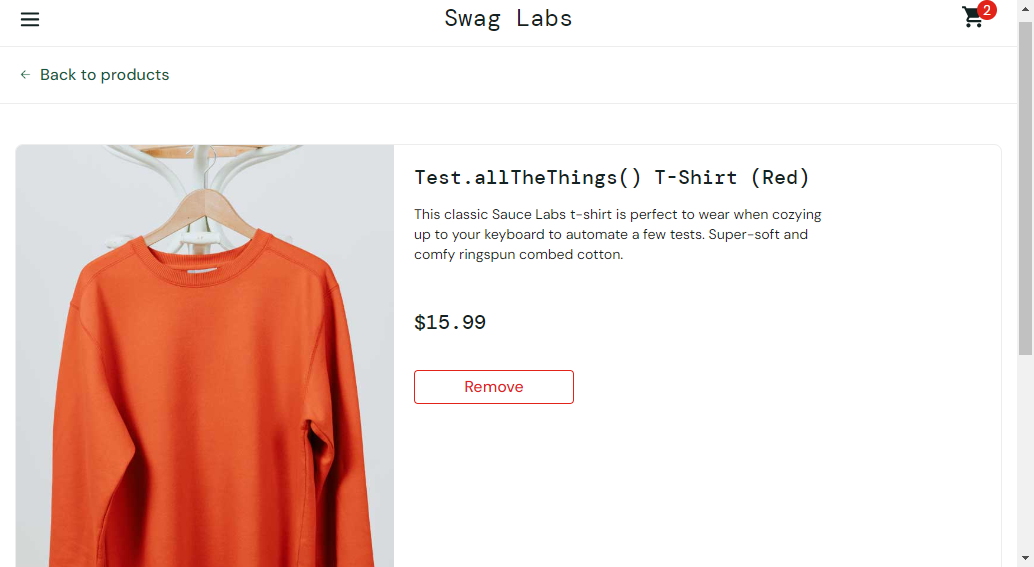 Swag Labs
2
Back to products
Test.allTheThings() T-Shirt (Red)
This classic Sauce Labs t-shirt is perfect to wear when cozying
up to your keyboard to automate a few tests. Super-soft and
comfy ringspun combed cotton.
$15.99
Remove